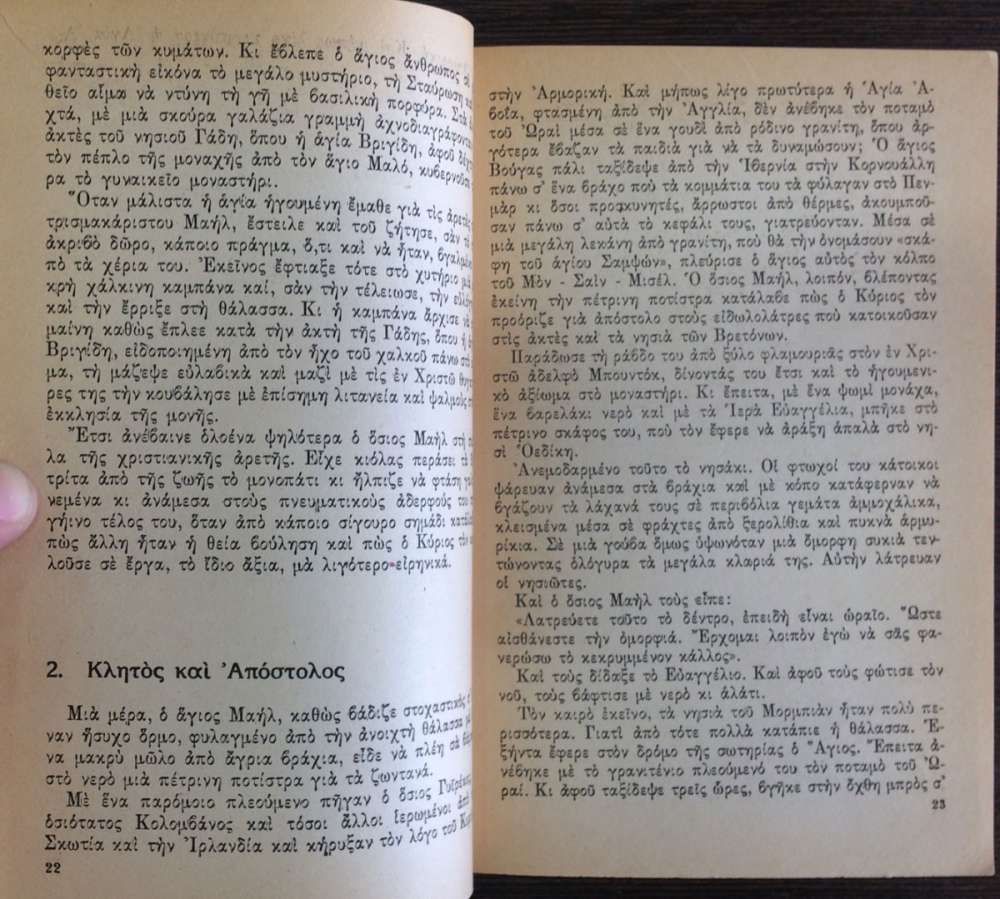 κορφὲς τῶν κυμάτων. Κι ἔβλεπε ὁ ἅγιος ἄνθρωπος σὲ
φανταστικὴ εἰκόνα τὸ μεγάλο μυστήριο, τὴ Σταύρωση καὶ
θεῖο αἷμα νὰ ντύνη τὴ γῆ μὲ βασιλικὴ πορφύρα. Στὰ
χτά, μὲ μιὰ σκούρα γαλάζια γραμμὴ ἀχνοδιαγράφονταν
ἀκτὲς τοῦ νησιοῦ Γάδη, ὅπου ἡ ἁγία Βριγίδη, ἀφοῦ
τὸν πέπλο τῆς μοναχῆς ἀπὸ τὸν ἅγιο Μαλό, κυβερνοῦσε
ρα τὸ γυναικεῖο μοναστήρι.
Ὅταν μάλιστα ἡ ἁγία ἡγουμένη ἔμαθε γιὰ τὶς ἀρετὲς
τρισμακάριστου Μαήλ, ἔστειλε καὶ τοῦ ζήτησε, σὰν
ἀκριβὸ δῶρο, κάποιο πράγμα, ὅ,τι καὶ νὰ ἦταν, βγαλμένο
πὸ τὰ χέρια του. Ἐκεῖνος ἔφτιαξε τότε στὸ χυτήριο
κρὴ χάλκινη καμπάνα καί, σὰν τὴν τέλειωσε, τὴν
καὶ τὴν ἔρριξε στὴ θάλασσα. Κι ἡ καμπάνα ἄρχισε νὰ
μαίνη καθὼς ἔπλεε κατὰ τὴν ἀκτὴ τῆς Γάδης, ὅπου ἡ
Βριγίδη, εἰδοποιημένη ἀπὸ τὸν ἦχο τοῦ χαλκοῦ πάνω
μα, τὴ μάζεψε εὐλαβικὰ καὶ μαζὶ μὲ τὶς ἐν Χριστῶ
ρες της τὴν κουβάλησε μὲ ἐπίσημη λιτανεία καὶ ψαλμοὺς
ἐκκλησία τῆς μονῆς.
Ἔτσι ἀνέβαινε ὁλοένα ψηλότερα ὁ ὅσιος Μαὴλ στὴ
λα τῆς χριστιανικῆς ἀρετῆς. Εἶχε κιόλας περάσει τὰ
τρίτα ἀπὸ τῆς ζωῆς τὸ μονοπάτι κι ἤλπιζε νὰ φτάση
νεμένα κι ἀνάμεσα στοὺς πνευματικοὺς ἀδερφούς του
γήινο τέλος του, ὅταν ἀπὸ κάποιο σίγουρο σημάδι
πὼς ἄλλη ἦταν ἡ θεία βούληση καὶ πὼς ὁ Κύριος τὸν
λοῦσε σὲ ἔργα, τὸ ἴδιο ἄξια, μὰ λιγότερο εἰρηνικά.
2. Κλητὸς καὶ Ἀπόστολος
Μιὰ μέρα, ὁ ἅγιος Μαήλ, καθὼς βάδιζε στοχαστικὸς
ναν ἥσυχο ὅρμο, φυλαγμένο ἀπὸ τὴν ἀνοιχτὴ θάλασσα
να μακρὺ μῶλο ἀπὸ ἄγρια βράχια, εἶδε νὰ πλέη σὰ
στὸ νερὸ μιὰ πέτρινη ποτίστρα γιὰ τὰ ζωντανά.
Μὲ ἕνα παρόμοιο πλεούμενο πῆγαν ὁ ὅσιος
ὁσιότατος Κολομβάνος καὶ τόσοι ἄλλοι ἱερωμένοι ἀπὸ
Σκωτία καὶ τὴν Ἰρλανδία καὶ κήρυξαν τὸν λόγο τοῦ
22
στὴν Ἀρμορική. Καὶ μήπως λίγο πρωτύτερα ἡ Ἁγία Ἀ-
βοῖα, φτασμένη ἀπὸ τὴν Ἀγγλία, δὲν ἀνέβηκε τὸν ποταμὸ
τοῦ Ὠραὶ μέσα σὲ ἕνα γουδὶ ἀπὸ ρόδινο γρανίτη, ὅπου ἀρ-
γότερα ἔβαζαν τὰ παιδιὰ γιὰ νὰ τὰ δυναμώσουν; Ὁ ἅγιος
Βούγας πάλι ταξίδεψε ἀπὸ τὴν Ἰβερνία στὴν Κορνουάλλη
πάνω σ' ἕνα βράχο ποὺ τὰ κομμάτια του τὰ φύλαγαν στὸ Πεν-
μὰρ κι ὅσοι προσκυνητές, ἄρρωστοι ἀπὸ θέρμες, ἀκουμποῦ-
σαν πάνω σ' αὐτὰ τὸ κεφάλι τους, γιατρεύονταν. Μέσα σὲ
μιὰ μεγάλη λεκάνη ἀπὸ γρανίτη, ποὺ θὰ τὴν ὀνομάσουν «σκά-
φη τοῦ ἁγίου Σαμψών», πλεύρισε ὁ ἅγιος αὐτὸς τὸν κόλπο
τοῦ Μὸν - Σαὶν - Μισέλ. Ὁ ὅσιος Μαήλ, λοιπόν, βλέποντας
ἐκείνη τὴν πέτρινη ποτίστρα κατάλαβε πὼς ὁ Κύριος τὸν
προόριζε γιὰ ἀπόστολο στοὺς εἰδωλολάτρες ποὺ κατοικοῦσαν
στὶς ἀκτὲς καὶ τὰ νησιὰ τῶν Βρετόνων.
Παράδωσε τὴ ράβδο του ἀπὸ ξύλο φλαμουριᾶς στὸν ἐν Χρι-
στῶ ἀδελφὸ Μπουντόκ, δίνοντάς του ἔτσι καὶ τὸ ἡγουμενι-
κὸ ἀξίωμα στὸ μοναστήρι. Κι ἔπειτα, μὲ ἕνα ψωμὶ μονάχα,
ἕνα βαρελάκι νερὸ καὶ μὲ τὰ Ἱερὰ Εὐαγγέλια, μπῆκε στὸ
πέτρινο σκάφος του, ποὺ τὸν ἔφερε νὰ ἀράξη ἁπαλὰ στὸ νη-
σὶ Ὀεδίκη.
Ἀνεμοδαρμένο τοῦτο τὸ νησάκι. Οἱ φτωχοί του κάτοικοι
ψάρευαν ἀνάμεσα στὰ βράχια καὶ μὲ κόπο κατάφερναν νὰ
βγάζουν τὰ λάχανά τους σὲ περιβόλια γεμάτα ἀμμοχάλικα,
κλεισμένα μέσα σὲ φράχτες ἀπὸ ξερολίθια καὶ πυκνὰ ἁρμυ-
ρίκια. Σὲ μιὰ γούβα ὅμως ὑψωνόταν μιὰ ὄμορφη συκιὰ τεν-
τώνοντας ὁλόγυρα τὰ μεγάλα κλαριά της. Αὐτὴν λάτρευαν
οἱ νησιῶτες.
Καὶ ὁ ὅσιος Μαὴλ τοὺς εἶπε:
«Λατρεύετε τοῦτο τὸ δέντρο, ἐπειδὴ εἶναι ὡραῖο. Ὥστε
αἰσθάνεστε τὴν ὀμορφιά. Ἔρχομαι λοιπὸν ἐγὼ νὰ σᾶς φα-
νερώσω τὸ κεκρυμμένον κάλλος».
Καὶ τοὺς δίδαξε τὸ Εὐαγγέλιο. Καὶ ἀφοῦ τοὺς φώτισε τὸν
νοῦ, τοὺς βάφτισε μὲ νερὸ κι ἁλάτι.
Τὸν καιρὸ ἐκεῖνο, τὰ νησιὰ τοῦ Μορμπιὰν ἦταν πολὺ πε-
ρισσότερα. Γιατὶ ἀπὸ τότε πολλὰ κατάπιε ἡ θάλασσα. Ἑ-
ξήντα ἔφερε στὸν δρόμο τῆς σωτηρίας ὁ Ἅγιος. Ἔπειτα ἀ-
νέβηκε μὲ τὸ γρανιτένιο πλεούμενό του τὸν ποταμὸ τοῦ Ὠ-
ραί. Κι ἀφοῦ ταξίδεψε τρεῖς ὧρες, βγῆκε στὴν ὄχθη μπρὸς σ'
23